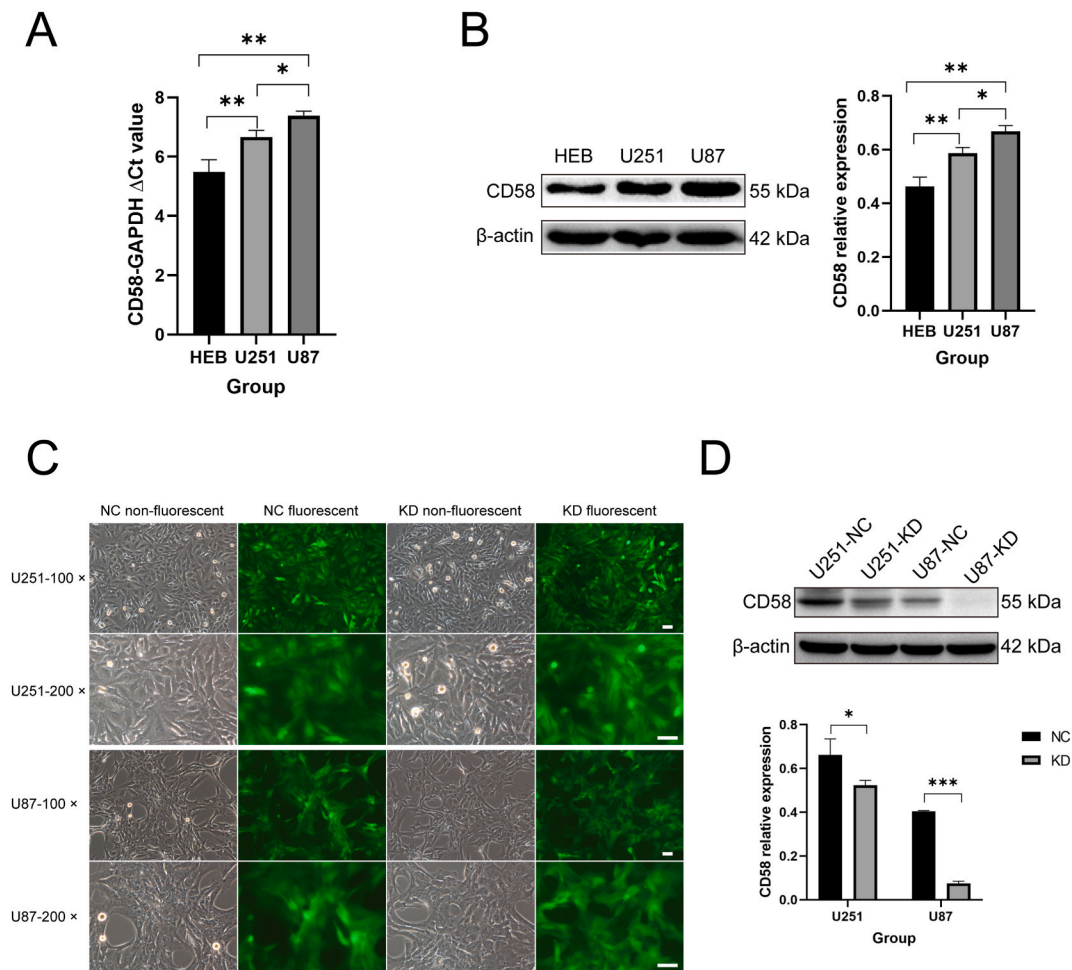 A
**
**
*
CD58-GAPDH ΔCt value
8
6
4
2
0
HEB U251 U87
Group
B
HEB U251 U87
CD58 55 kDa
β-actin 42 kDa
**
**
*
CD58 relative expression
0.8
0.6
0.4
0.2
0.0
HEB U251 U87
Group
C
NC non-fluorescent NC fluorescent KD non-fluorescent KD fluorescent
U251-100 ×
U251-200 ×
U87-100 ×
U87-200 ×
D
U251-NC U251-KD U87-NC U87-KD
CD58 55 kDa
β-actin 42 kDa
*
***
CD58 relative expression
0.8
0.6
0.4
0.2
0.0
U251 U87
Group
NC
KD